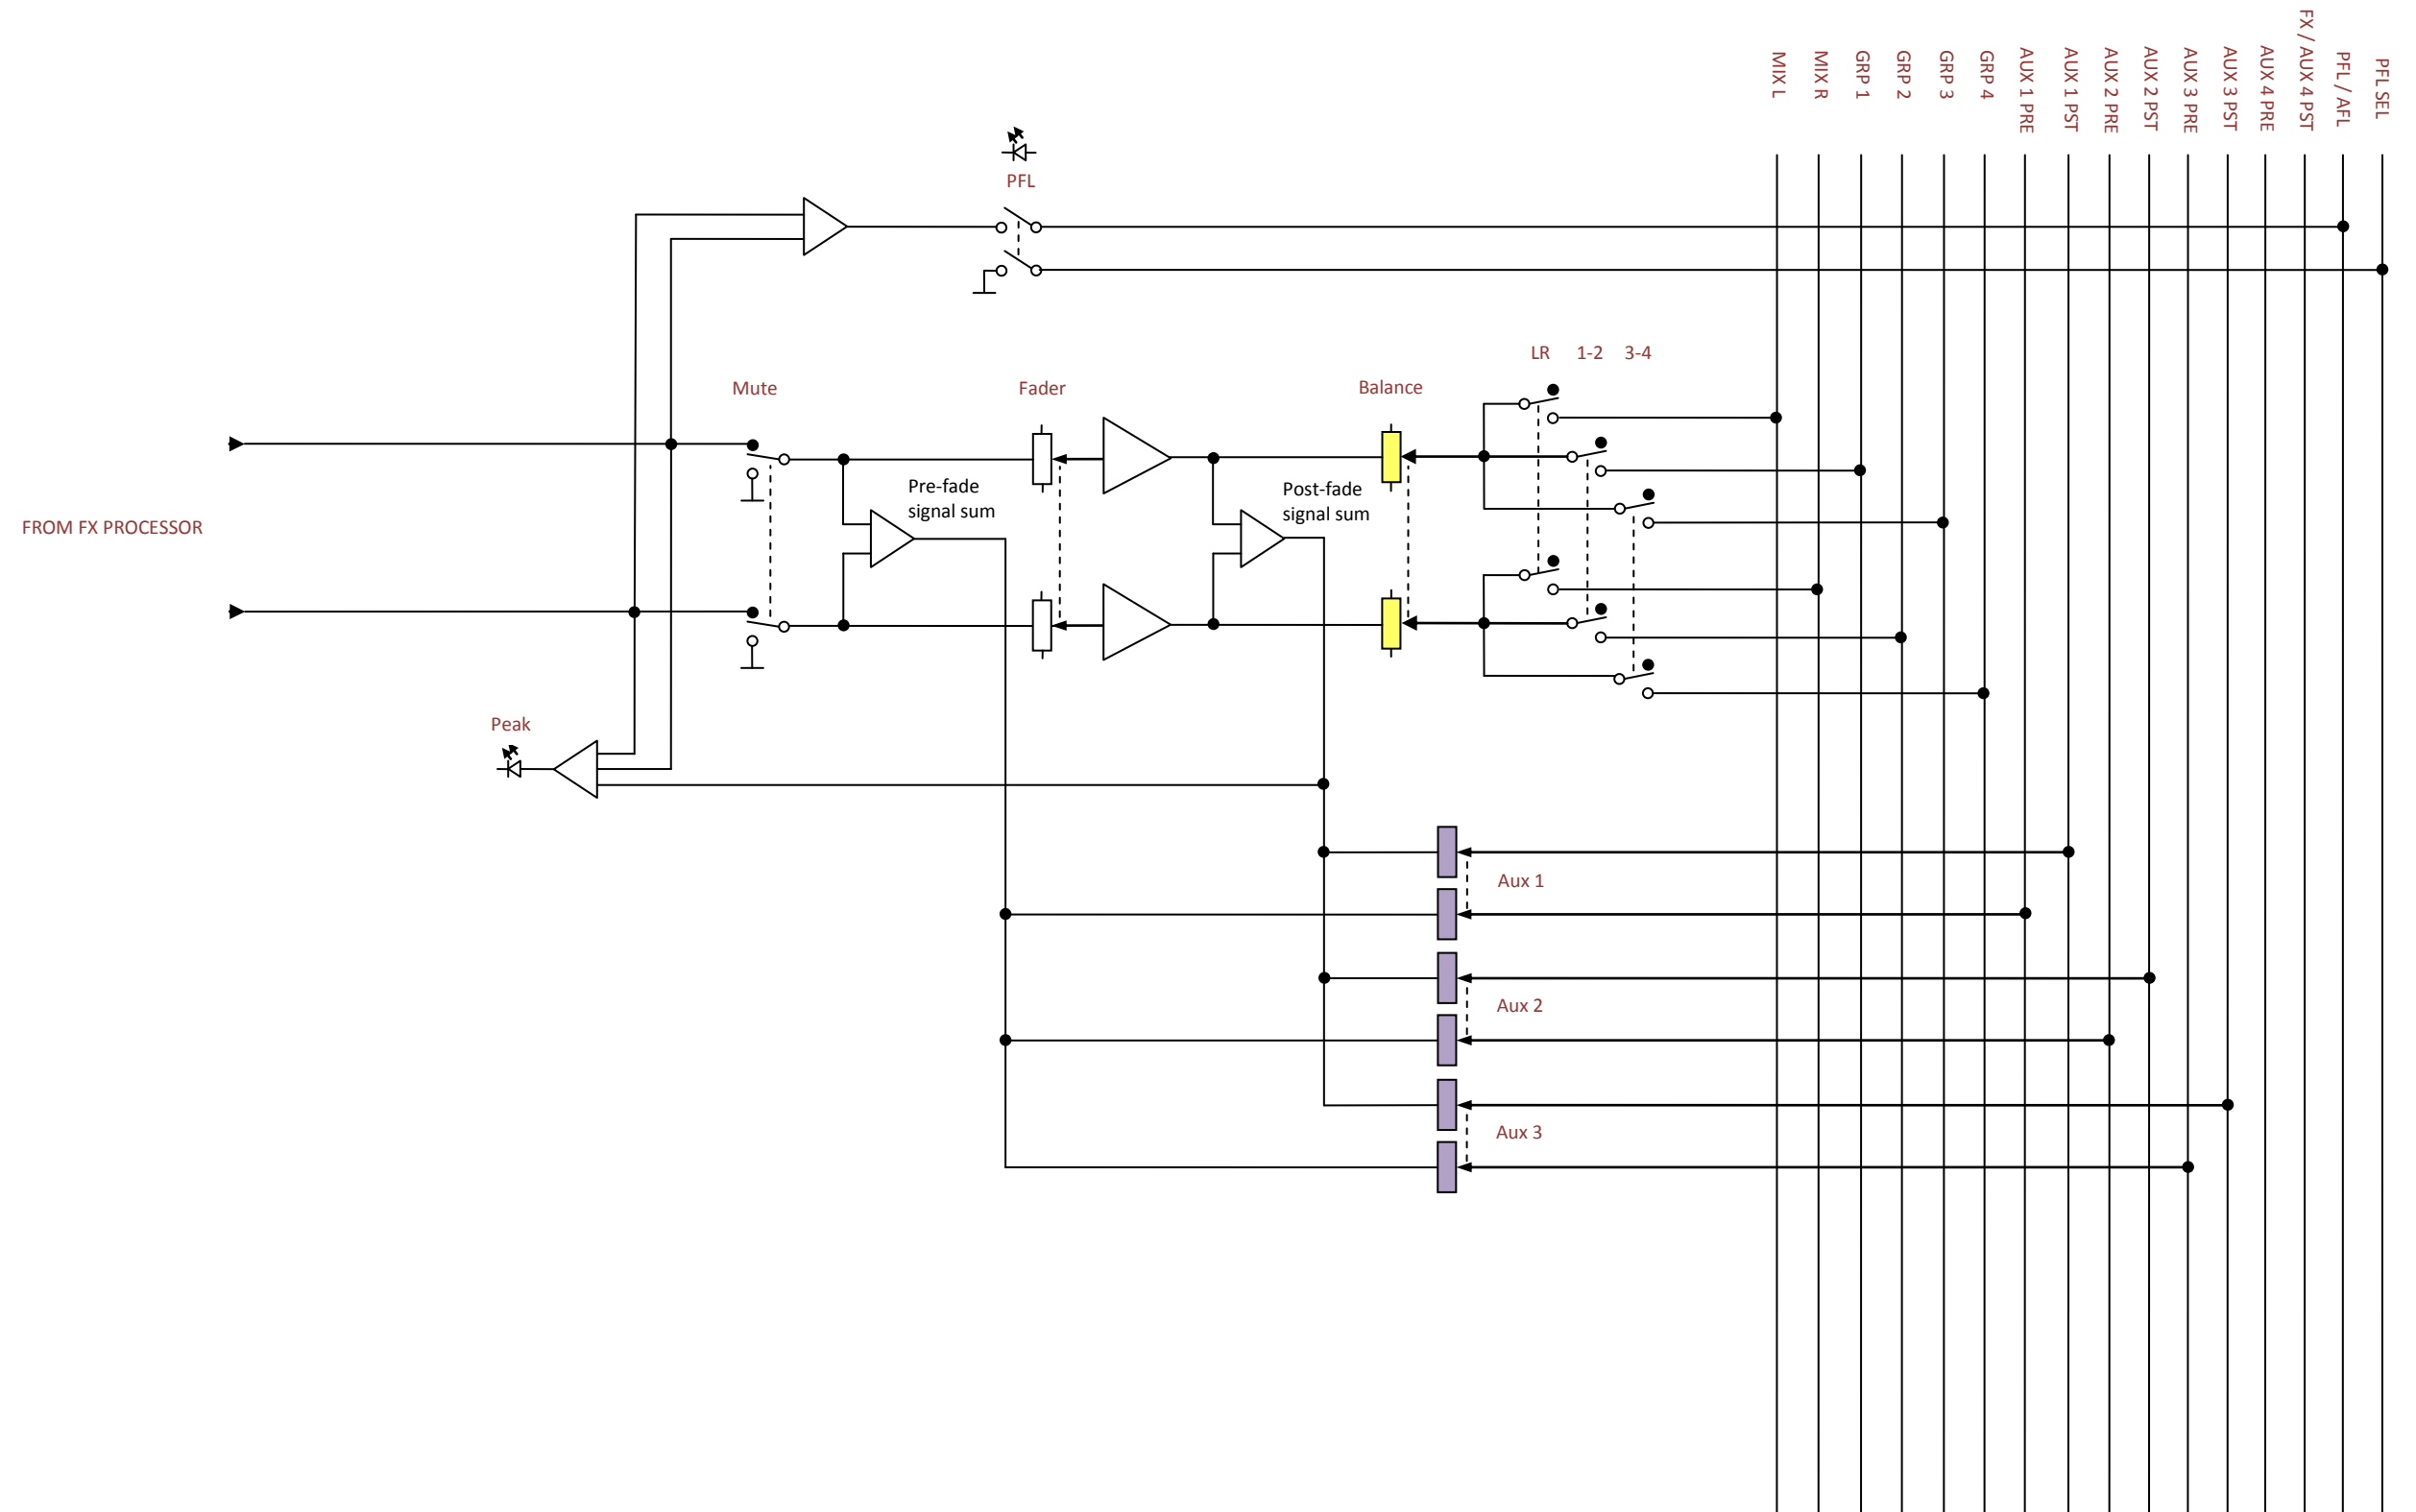 MIX L
MIX R
GRP 1
GRP 2
GRP 3
GRP 4
AUX 1 PRE
AUX 1 PST
AUX 2 PRE
AUX 2 PST
AUX 3 PRE
AUX 3 PST
AUX 4 PRE
FX / AUX 4 PST
PFL / AFL
PFL SEL
PFL
LR 1-2 3-4
Mute
Fader
Balance
Pre-fade
signal sum
Post-fade
signal sum
FROM FX PROCESSOR
Peak
Aux 1
Aux 2
Aux 3